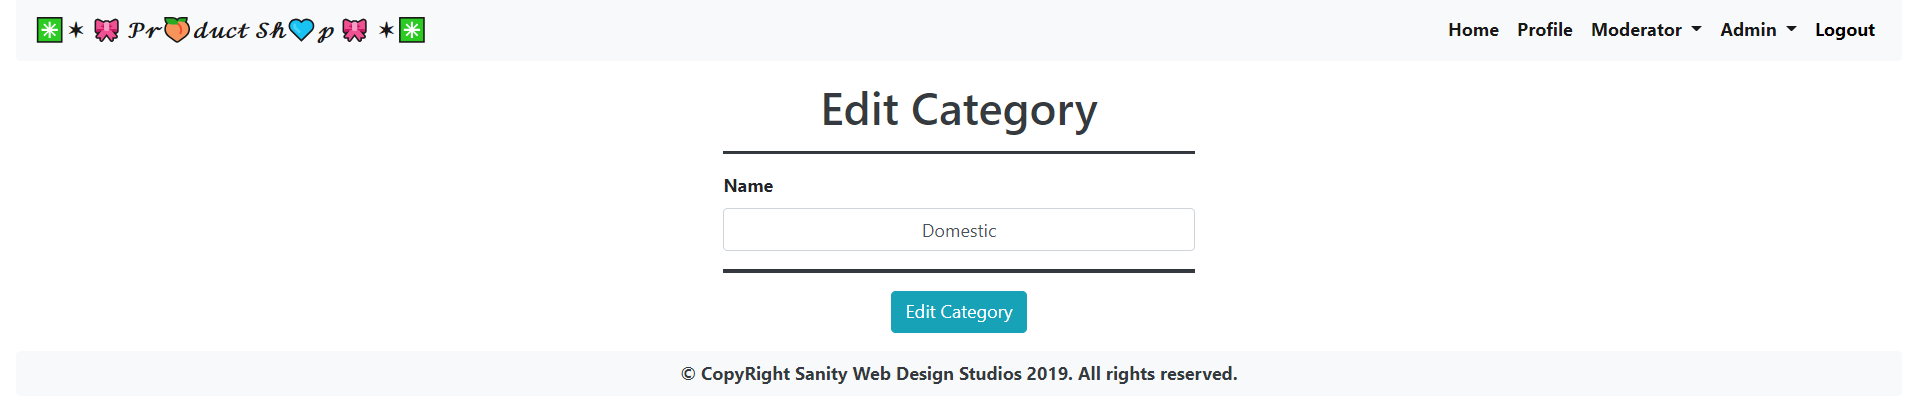 ✳️✶ 🎀 𝒫𝓇🍑𝒹𝓊𝒸𝓉 𝒮𝒽💙𝓅 🎀 ✶✳️ Home Profile Moderator Admin Logout
Edit Category
Name
Domestic
Edit Category
© CopyRight Sanity Web Design Studios 2019. All rights reserved.